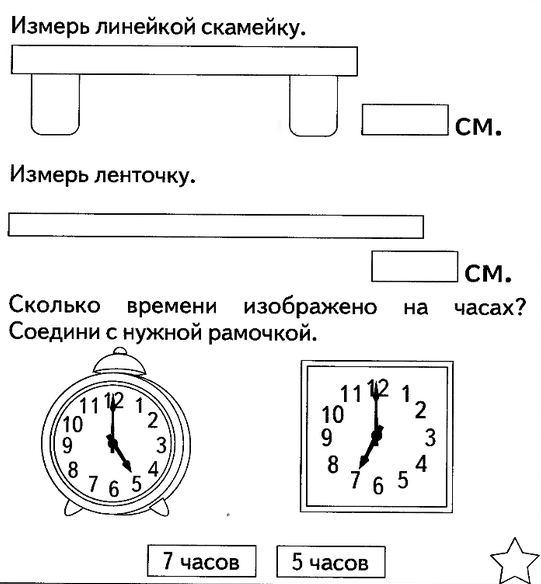 Измерь линейкой скамейку.
см.
Измерь ленточку.
см.
Сколько времени изображено на часах?
Соедини с нужной рамочкой.
11 12 1
10 2
9 3
8 4
7 6 5
11 12 1
10 2
9 3
8 4
7 6 5
7 часов 5 часов